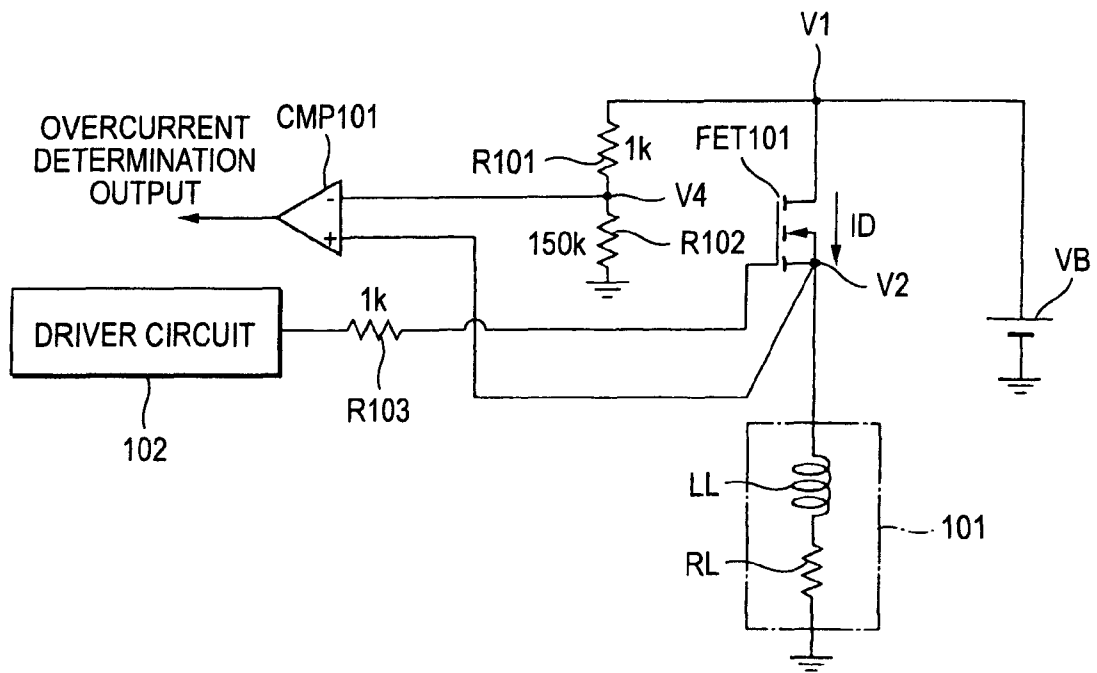 V1
CMP101
OVERCURRENT
DETERMINATION
OUTPUT
FET101
R101
1k
-
V4
ID
+
150k
R102
V2
VB
DRIVER CIRCUIT
1k
R103
102
LL
101
RL